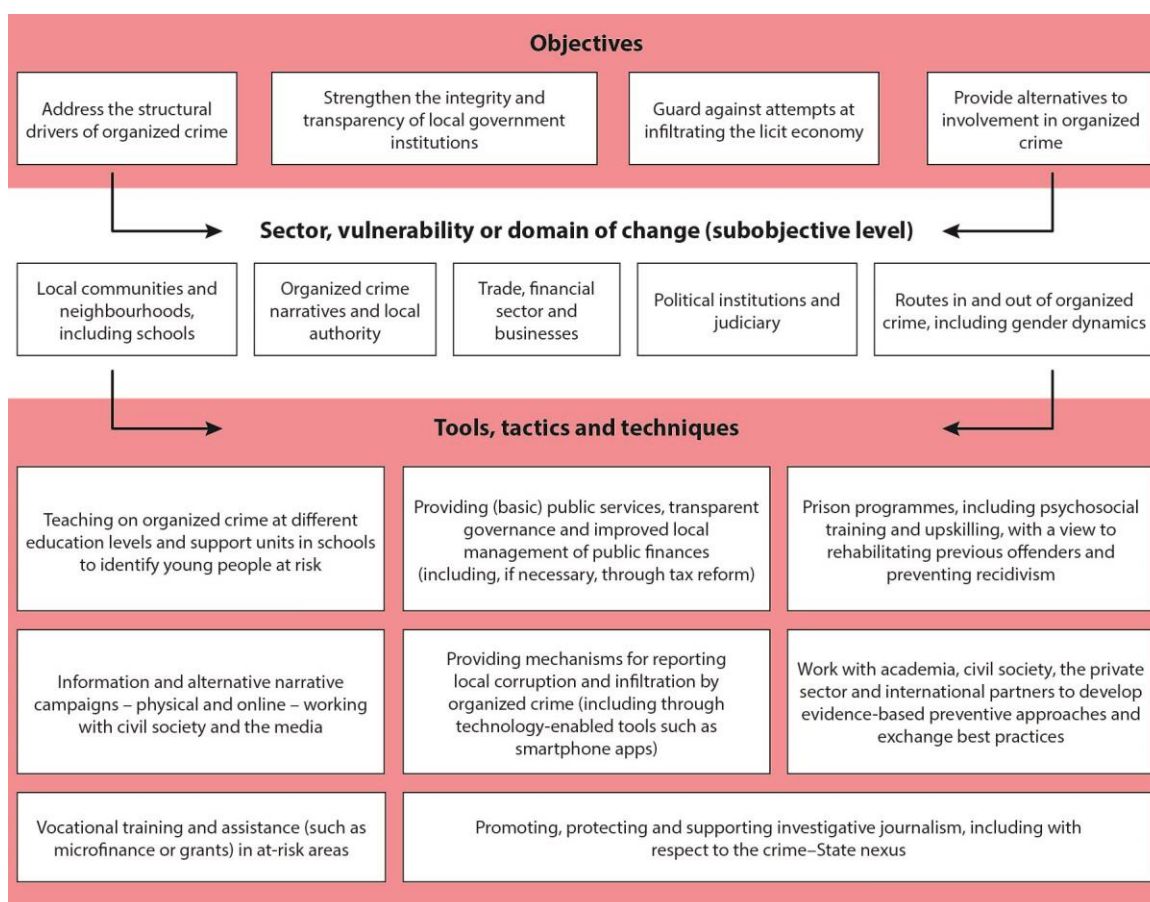 Objectives
Address the structural
drivers of organized crime
Strengthen the integrity and
transparency of local government
institutions
Guard against attempts at
infiltrating the licit economy
Provide alternatives to
involvement in organized
crime
Sector, vulnerability or domain of change (subobjective level)
Local communities and
neighbourhoods,
including schools
Organized crime
narratives and local
authority
Trade, financial
sector and
businesses
Political institutions and
judiciary
Routes in and out of organized
crime, including gender dynamics
Tools, tactics and techniques
Teaching on organized crime at different
education levels and support units in schools
to identify young people at risk
Providing (basic) public services, transparent
governance and improved local
management of public finances
(including, if necessary, through tax reform)
Prison programmes, including psychosocial
training and upskilling, with a view to
rehabilitating previous offenders and
preventing recidivism
Information and alternative narrative
campaigns – physical and online – working
with civil society and the media
Providing mechanisms for reporting
local corruption and infiltration by
organized crime (including through
technology-enabled tools such as
smartphone apps)
Work with academia, civil society, the private
sector and international partners to develop
evidence-based preventive approaches and
exchange best practices
Vocational training and assistance (such as
microfinance or grants) in at-risk areas
Promoting, protecting and supporting investigative journalism, including with
respect to the crime–State nexus